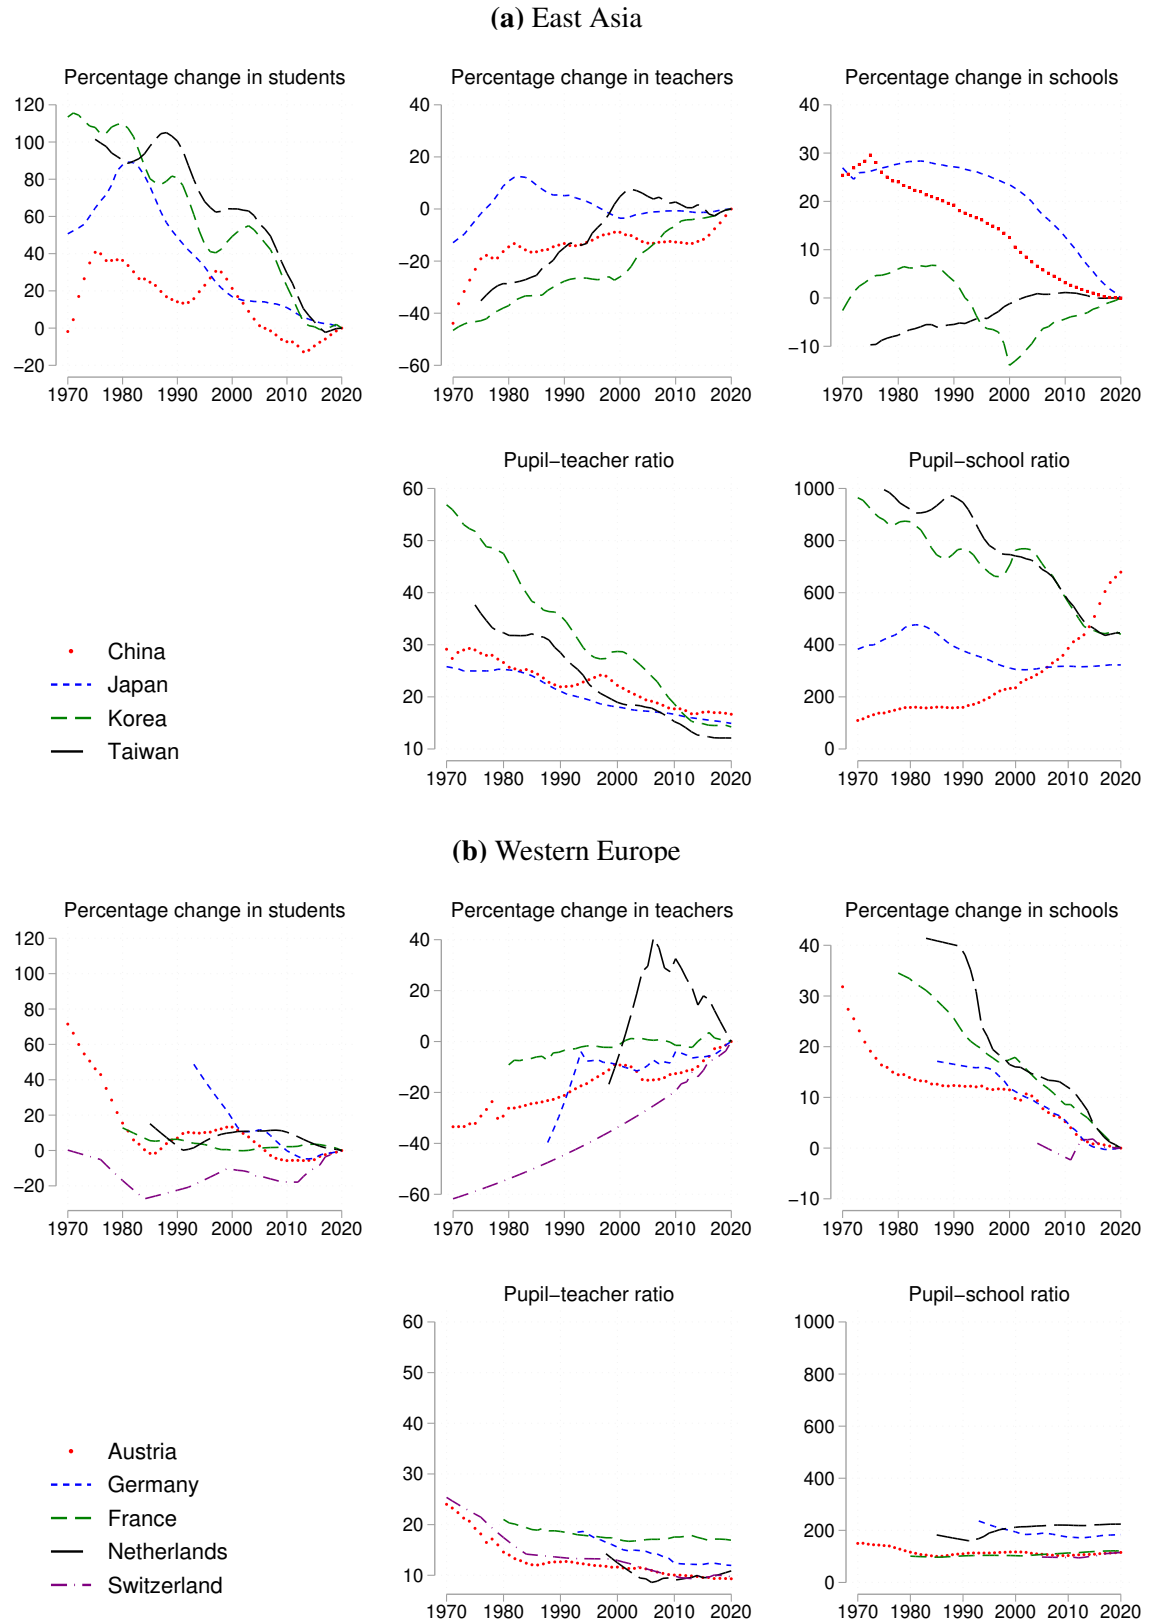 (a) East Asia
Percentage change in students
Percentage change in teachers
Percentage change in schools
120
100
80
60
40
20
0
−20
1970 1980 1990 2000 2010 2020
40
20
0
−20
−40
−60
1970 1980 1990 2000 2010 2020
40
30
20
10
0
−10
1970 1980 1990 2000 2010 2020
Pupil−teacher ratio
Pupil−school ratio
60
50
40
30
20
10
1970 1980 1990 2000 2010 2020
1000
800
600
400
200
0
1970 1980 1990 2000 2010 2020
China
Japan
Korea
Taiwan
(b) Western Europe
Percentage change in students
Percentage change in teachers
Percentage change in schools
120
100
80
60
40
20
0
−20
1970 1980 1990 2000 2010 2020
40
20
0
−20
−40
−60
1970 1980 1990 2000 2010 2020
40
30
20
10
0
−10
1970 1980 1990 2000 2010 2020
Pupil−teacher ratio
Pupil−school ratio
60
50
40
30
20
10
1970 1980 1990 2000 2010 2020
1000
800
600
400
200
0
1970 1980 1990 2000 2010 2020
Austria
Germany
France
Netherlands
Switzerland